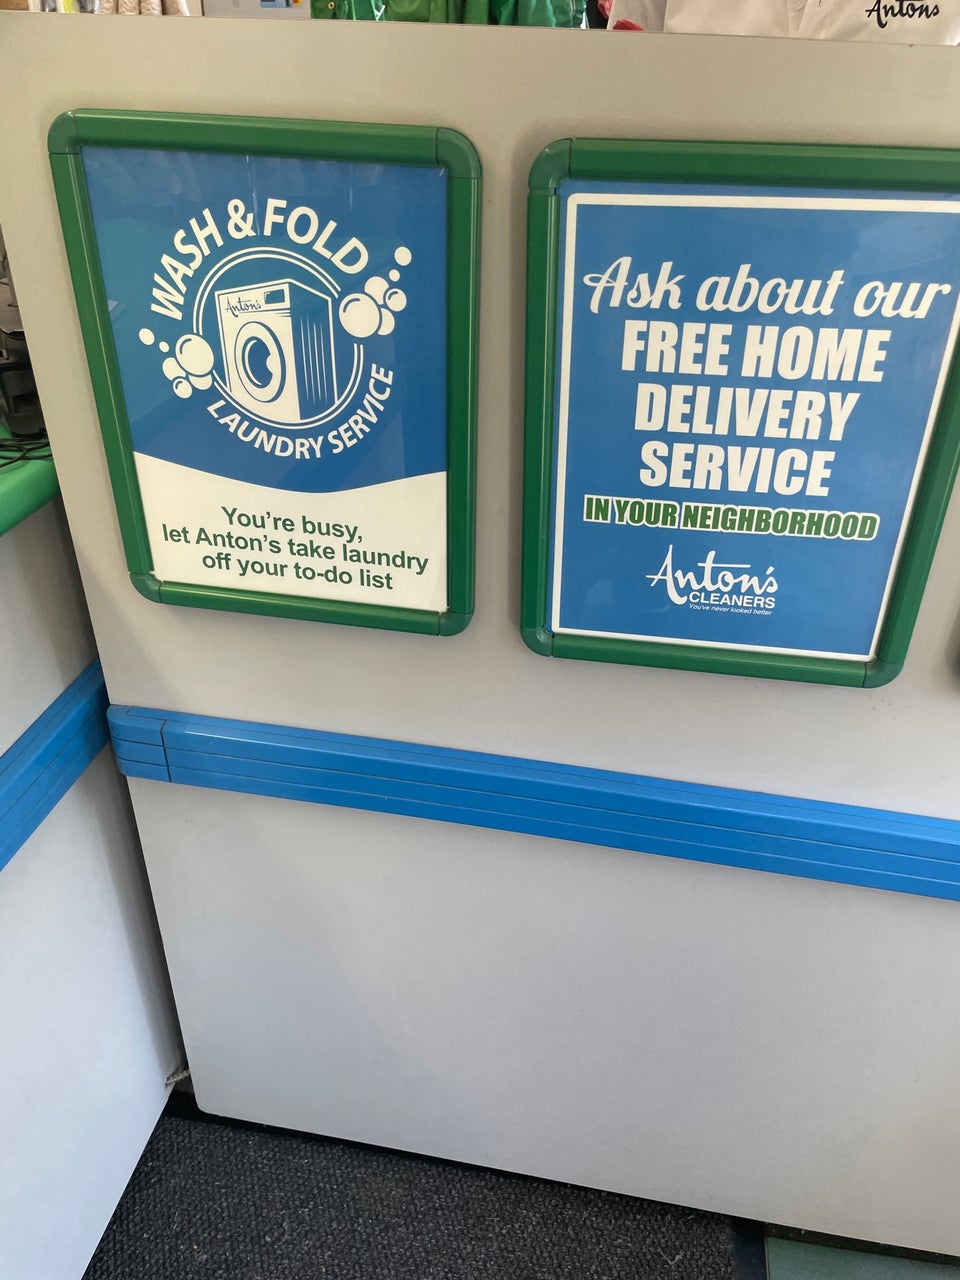 Anton's
WASH & FOLD
Anton's
LAUNDRY SERVICE
You're busy,
let Anton's take laundry
off your to-do list
Ask about our
FREE HOME
DELIVERY
SERVICE
IN YOUR NEIGHBORHOOD
Anton's
CLEANERS
You've never looked better